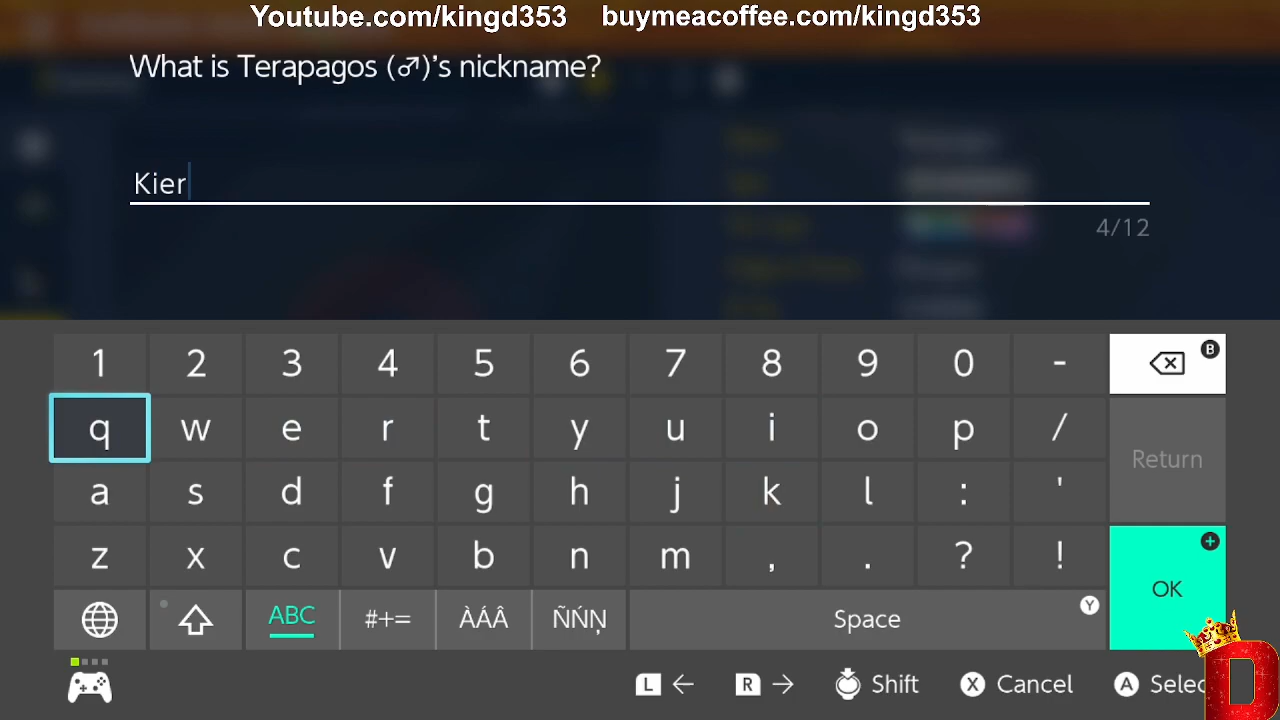 Youtube.com/kingd353 buymeacoffee.com/kingd353
What is Terapagos (♂)'s nickname?
Kier
4/12
1 2 3 4 5 6 7 8 9 0 - B
q w e r t y u i o p /
Return
a s d f g h j k l : '
z x c v b n m , . ? ! +
OK
ABC #+= ÀÁÂ ÑŃŅ Space Y
L ← R → Shift X Cancel A Selec
D